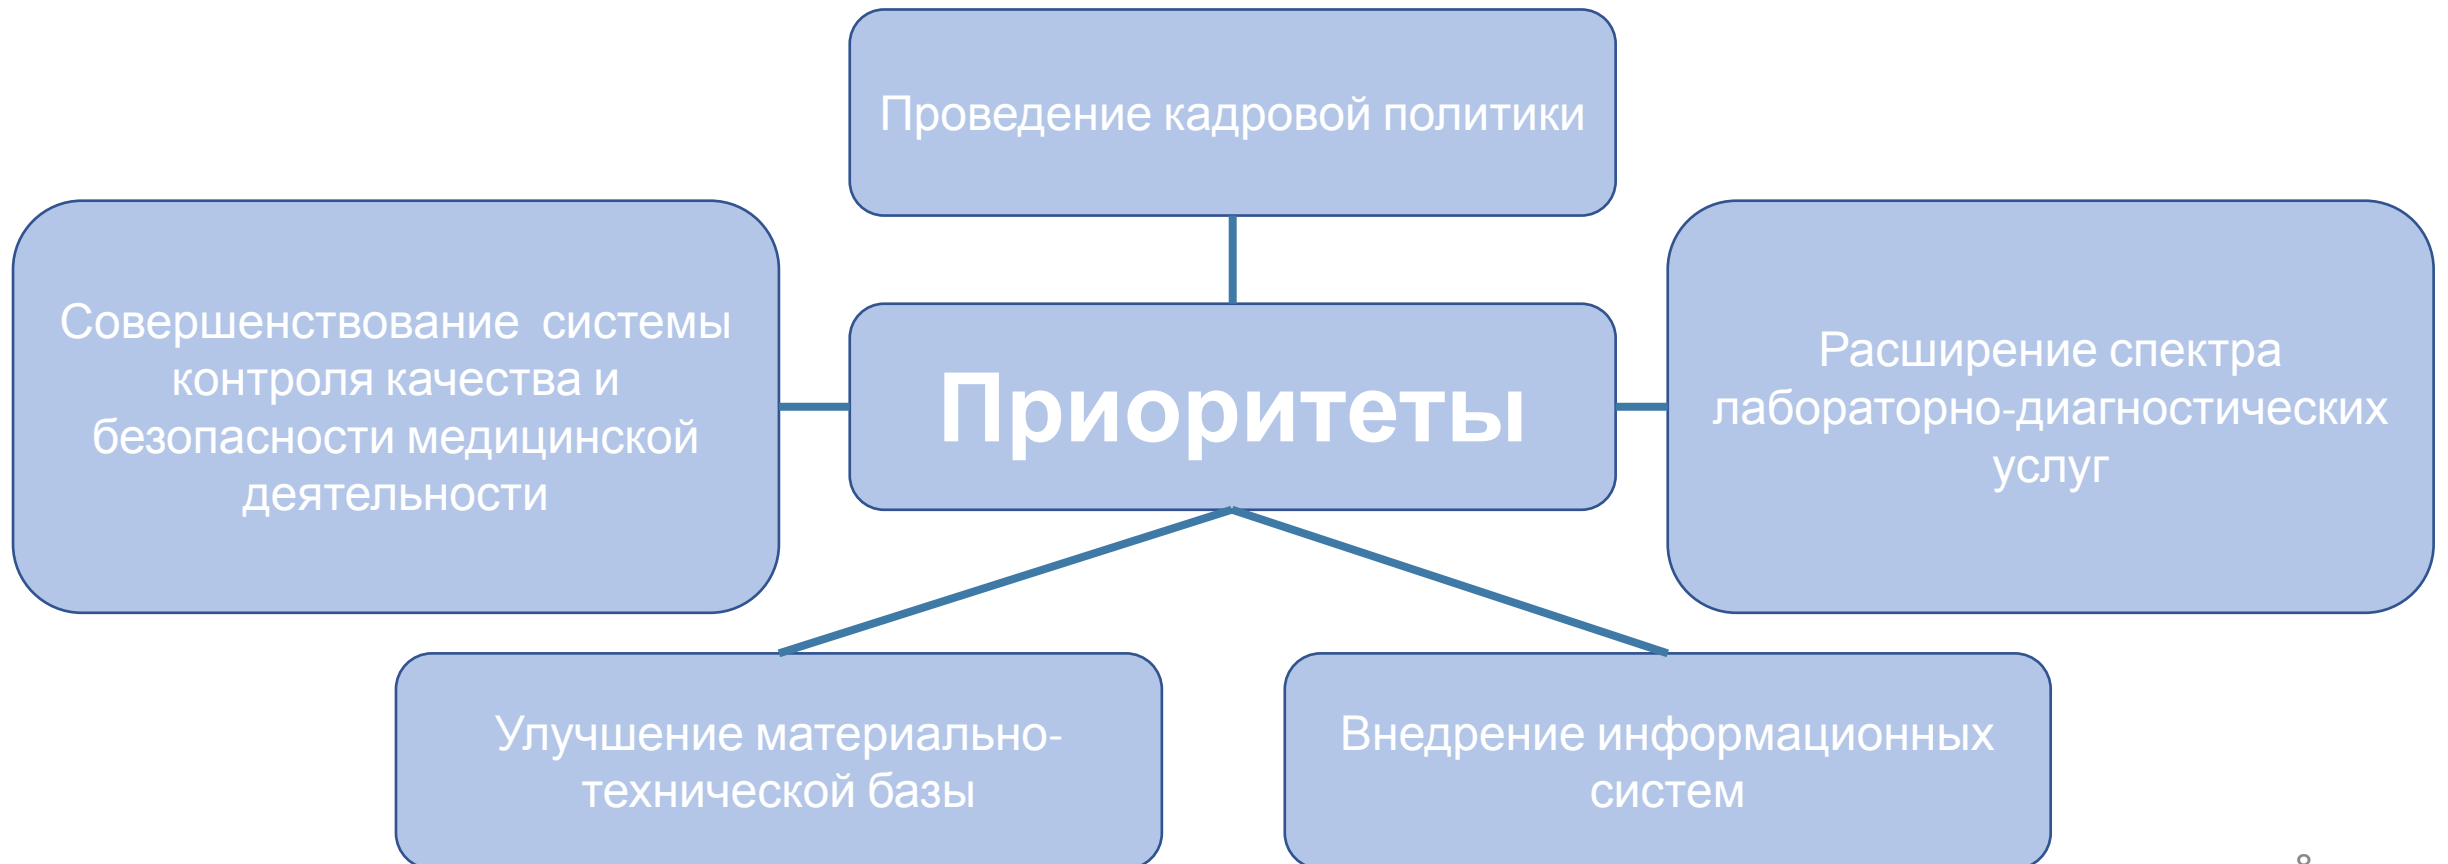 Проведение кадровой политики
Совершенствование  системы
контроля качества и
безопасности медицинской
деятельности
Приоритеты
Расширение спектра
лабораторно-диагностических
услуг
Улучшение материально-
технической базы
Внедрение информационных
систем